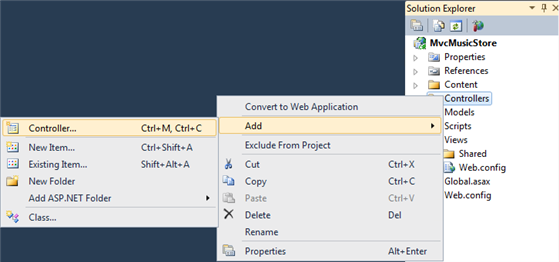 Solution Explorer
MvcMusicStore
Properties
References
Content
Controllers
Models
Scripts
Views
Shared
Web.config
Global.asax
Web.config
Convert to Web Application
Add
Exclude From Project
Cut Ctrl+X
Copy Ctrl+C
Paste Ctrl+V
Delete Del
Rename
Properties Alt+Enter
Controller... Ctrl+M, Ctrl+C
New Item... Ctrl+Shift+A
Existing Item... Shift+Alt+A
New Folder
Add ASP.NET Folder
Class...